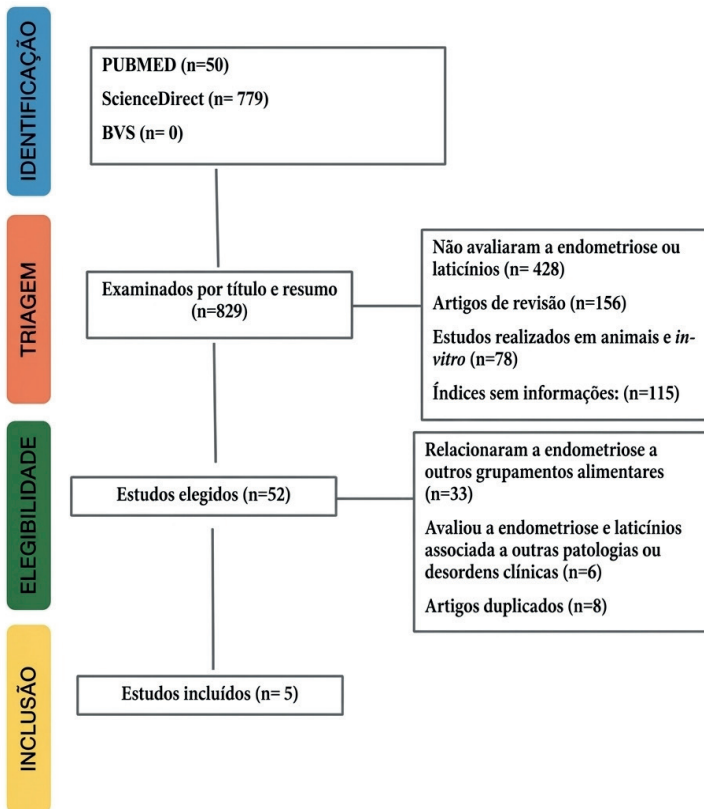 IDENTIFICAÇÃO
PUBMED (n=50)
ScienceDirect (n= 779)
BVS (n= 0)
TRIAGEM
Examinados por título e resumo
(n=829)
Não avaliaram a endometriose ou
laticínios (n= 428)
Artigos de revisão (n=156)
Estudos realizados em animais e in-
vitro (n=78)
Índices sem informações: (n=115)
ELEGIBILIDADE
Estudos elegidos (n=52)
Relacionaram a endometriose a
outros grupamentos alimentares
(n=33)
Avaliou a endometriose e laticínios
associada a outras patologias ou
desordens clínicas (n=6)
Artigos duplicados (n=8)
INCLUSÃO
Estudos incluídos (n= 5)